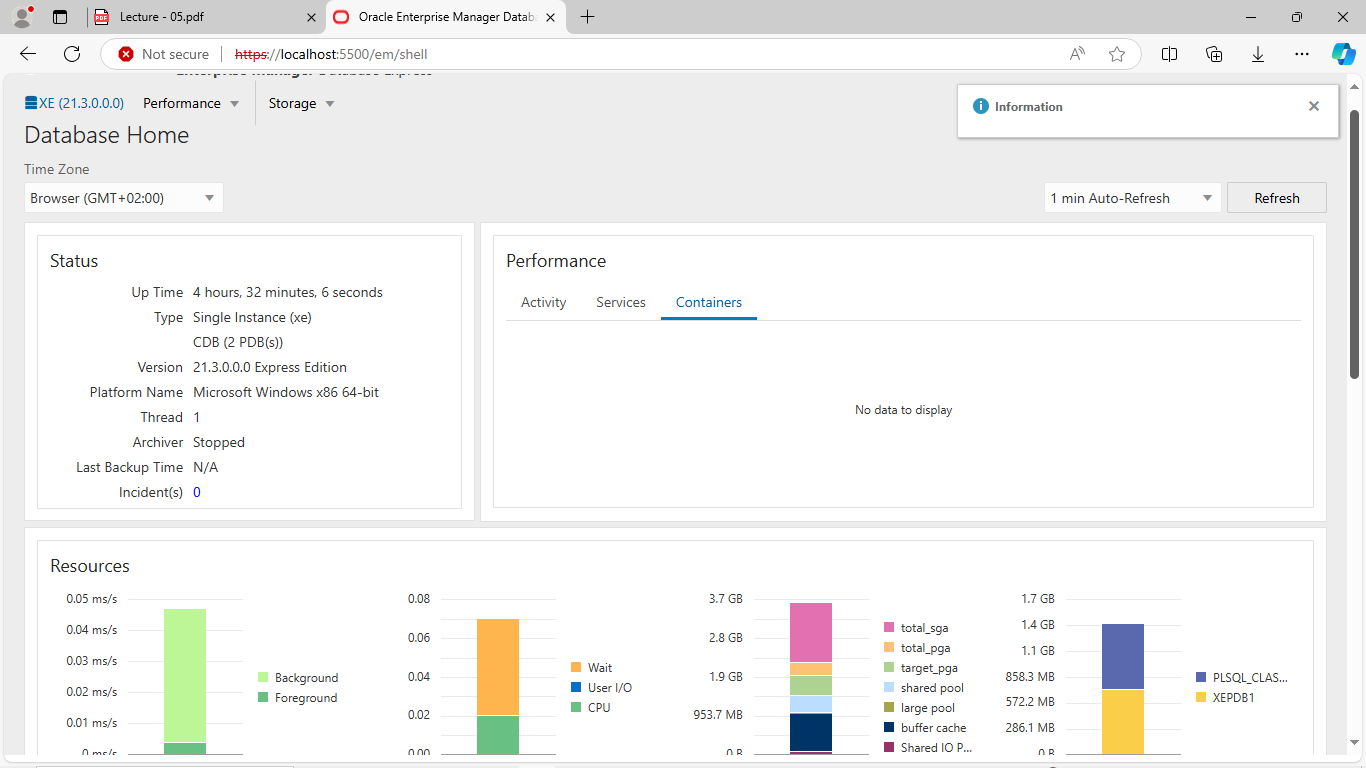 Lecture - 05.pdf
Oracle Enterprise Manager Datab
Not secure
https://localhost:5500/em/shell
Enterprise Manager Database Express
XE (21.3.0.0.0) Performance Storage
Information
Database Home
Time Zone
Browser (GMT+02:00)
1 min Auto-Refresh Refresh
Status
Up Time 4 hours, 32 minutes, 6 seconds
Type Single Instance (xe)
CDB (2 PDB(s))
Version 21.3.0.0.0 Express Edition
Platform Name Microsoft Windows x86 64-bit
Thread 1
Archiver Stopped
Last Backup Time N/A
Incident(s) 0
Performance
Activity Services Containers
No data to display
Resources
0.05 ms/s
0.04 ms/s
0.03 ms/s
0.02 ms/s
0.01 ms/s
0 ms/s
Background
Foreground
0.08
0.06
0.04
0.02
0.00
Wait
User I/O
CPU
3.7 GB
2.8 GB
1.9 GB
953.7 MB
0 B
total_sga
total_pga
target_pga
shared pool
large pool
buffer cache
Shared IO P...
1.7 GB
1.4 GB
1.1 GB
858.3 MB
572.2 MB
286.1 MB
0 B
PLSQL_CLAS...
XEPDB1